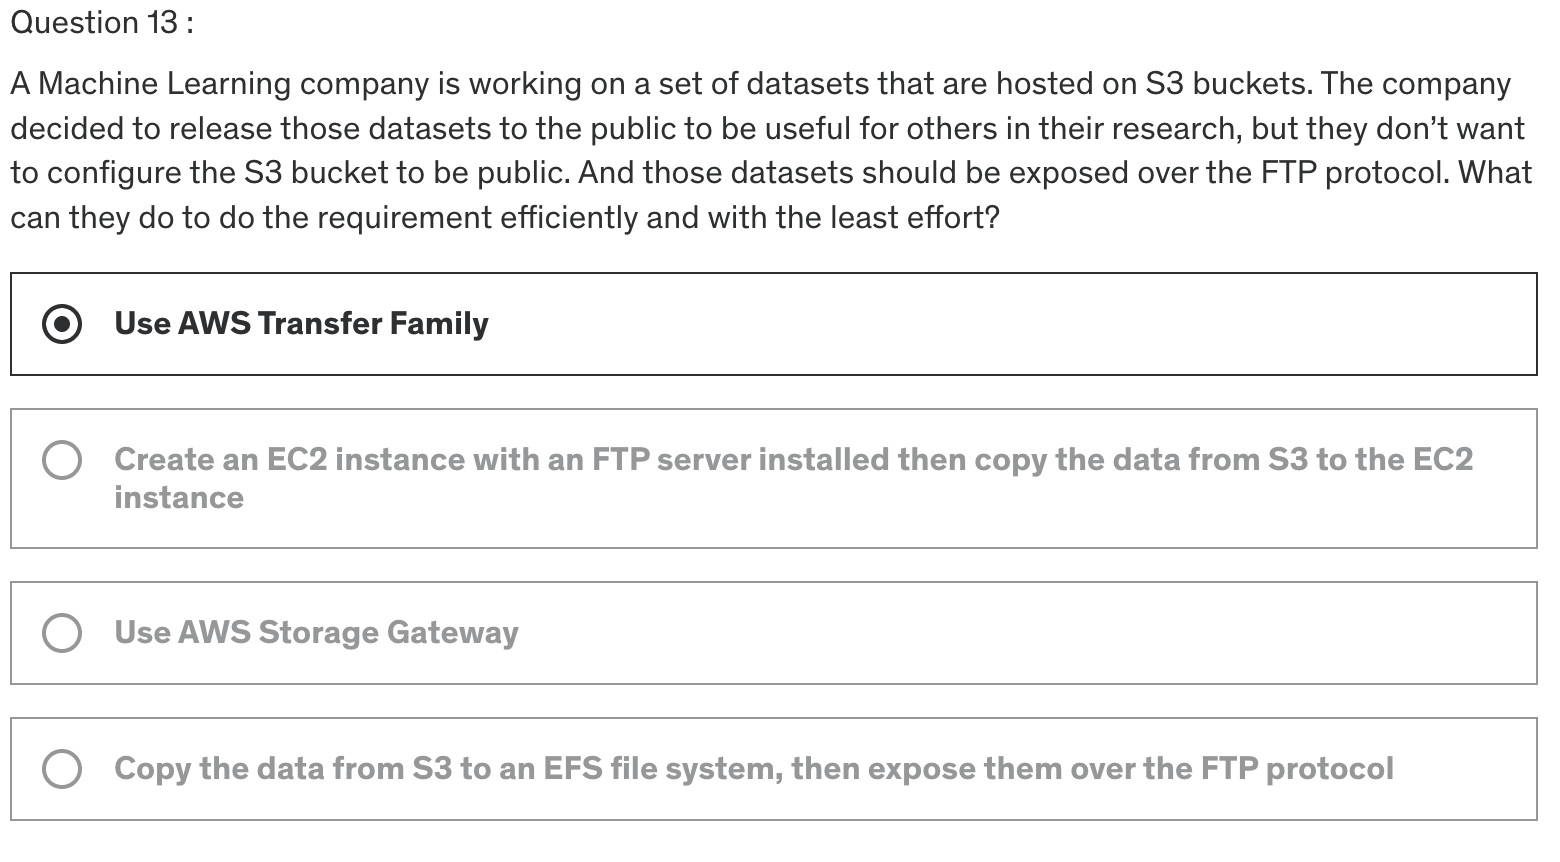 Question 13 :
A Machine Learning company is working on a set of datasets that are hosted on S3 buckets. The company
decided to release those datasets to the public to be useful for others in their research, but they don’t want
to configure the S3 bucket to be public. And those datasets should be exposed over the FTP protocol. What
can they do to do the requirement efficiently and with the least effort?
Use AWS Transfer Family
Create an EC2 instance with an FTP server installed then copy the data from S3 to the EC2
instance
Use AWS Storage Gateway
Copy the data from S3 to an EFS file system, then expose them over the FTP protocol